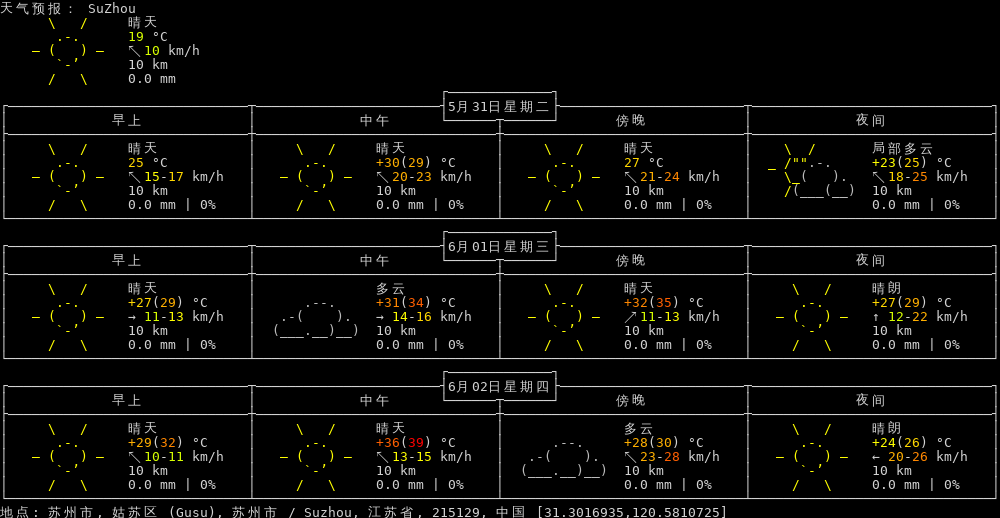 天气预报: SuZhou
晴天
19 °C
↖10 km/h
10 km
0.0 mm
5月31日星期二
早上 中午 傍晚 夜间
晴天 晴天 晴天 局部多云
25 °C +30(29) °C 27 °C +23(25) °C
↖15-17 km/h ↖20-23 km/h ↖21-24 km/h ↖18-25 km/h
10 km 10 km 10 km 10 km
0.0 mm | 0% 0.0 mm | 0% 0.0 mm | 0% 0.0 mm | 0%
6月01日星期三
早上 中午 傍晚 夜间
晴天 多云 晴天 晴朗
+27(29) °C +31(34) °C +32(35) °C +27(29) °C
→ 11-13 km/h → 14-16 km/h ↗11-13 km/h ↑ 12-22 km/h
10 km 10 km 10 km 10 km
0.0 mm | 0% 0.0 mm | 0% 0.0 mm | 0% 0.0 mm | 0%
6月02日星期四
早上 中午 傍晚 夜间
晴天 晴天 多云 晴朗
+29(32) °C +36(39) °C +28(30) °C +24(26) °C
↖10-11 km/h ↖13-15 km/h ↖23-28 km/h ← 20-26 km/h
10 km 10 km 10 km 10 km
0.0 mm | 0% 0.0 mm | 0% 0.0 mm | 0% 0.0 mm | 0%
地点: 苏州市, 姑苏区 (Gusu), 苏州市 / Suzhou, 江苏省, 215129, 中国 [31.3016935,120.5810725]